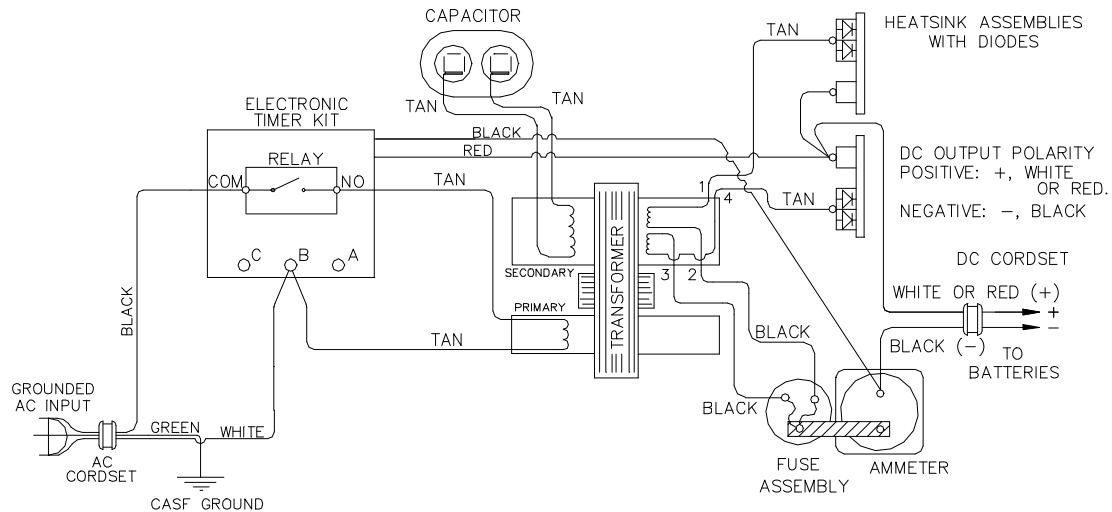 CAPACITOR
HEATSINK ASSEMBLIES
WITH DIODES
TAN
TAN
TAN
ELECTRONIC
TIMER KIT
BLACK
RED
RELAY
COM
NO
TAN
1
4
TAN
DC OUTPUT POLARITY
POSITIVE: +, WHITE
OR RED.
NEGATIVE: –, BLACK
C
B
A
TRANSFORMER
SECONDARY
3
2
PRIMARY
DC CORDSET
WHITE OR RED (+)
+
–
BLACK (–)
TO
BATTERIES
BLACK
TAN
BLACK
BLACK
GROUNDED
AC INPUT
GREEN
WHITE
AC
CORDSET
CASF GROUND
FUSE
ASSEMBLY
AMMETER